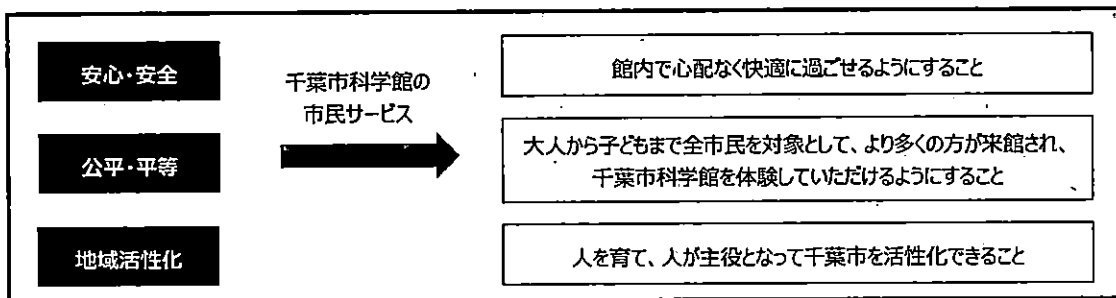 安心・安全
千葉市科学館の
市民サービス
館内で心配なく快適に過ごせるようにすること
公平・平等
大人から子どもまで全市民を対象として、より多くの方が来館され、
千葉市科学館を体験していただけるようにすること
地域活性化
人を育て、人が主役となって千葉市を活性化できること